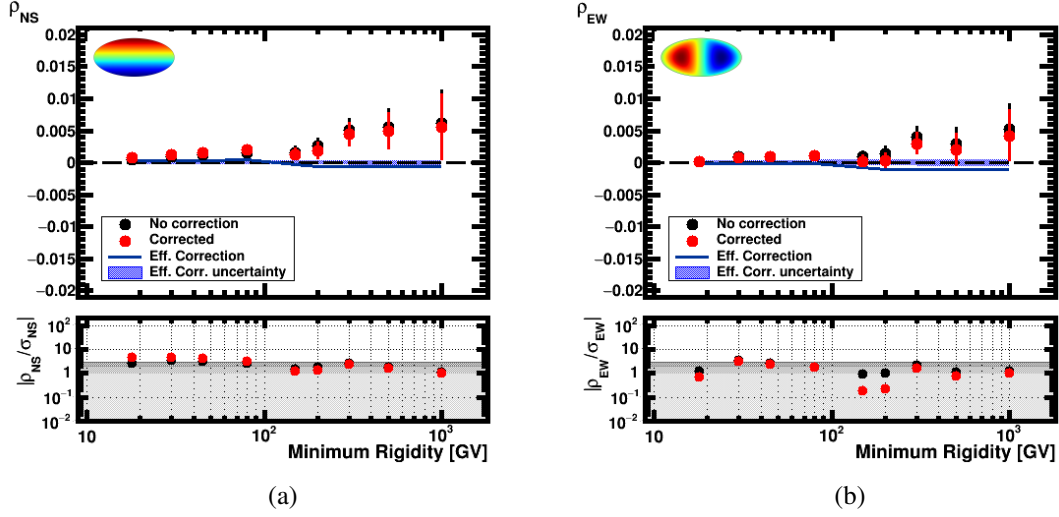 ρNS
0.02
0.015
0.01
0.005
0
−0.005
−0.01
−0.015
−0.02
No correction
Corrected
Eff. Correction
Eff. Corr. uncertainty
|ρNS/σNS|
10²
10
1
10⁻¹
10⁻²
10
10²
10³
Minimum Rigidity [GV]
(a)
ρEW
0.02
0.015
0.01
0.005
0
−0.005
−0.01
−0.015
−0.02
No correction
Corrected
Eff. Correction
Eff. Corr. uncertainty
|ρEW/σEW|
10²
10
1
10⁻¹
10⁻²
10
10²
10³
Minimum Rigidity [GV]
(b)